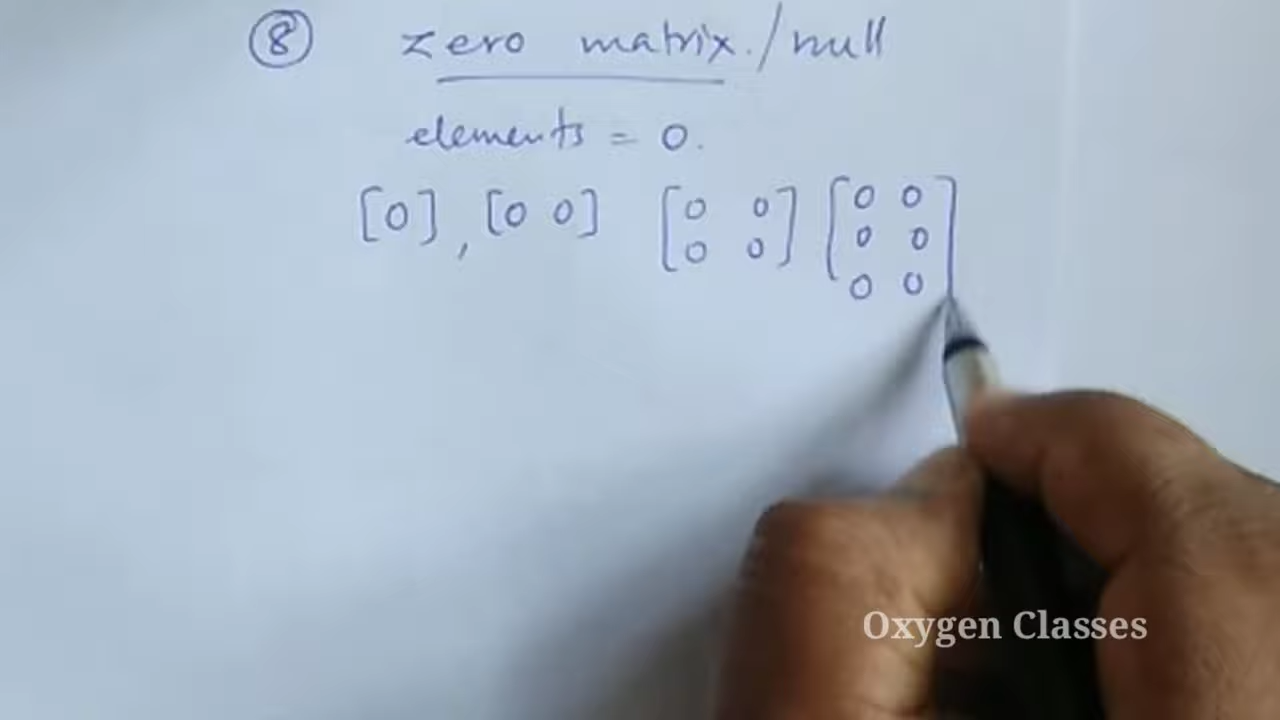 ⑧ zero matrix. / null
elements = 0.
[0], [0 0] [0 0 [0 0
0 0] 0 0
0 0]
Oxygen Classes